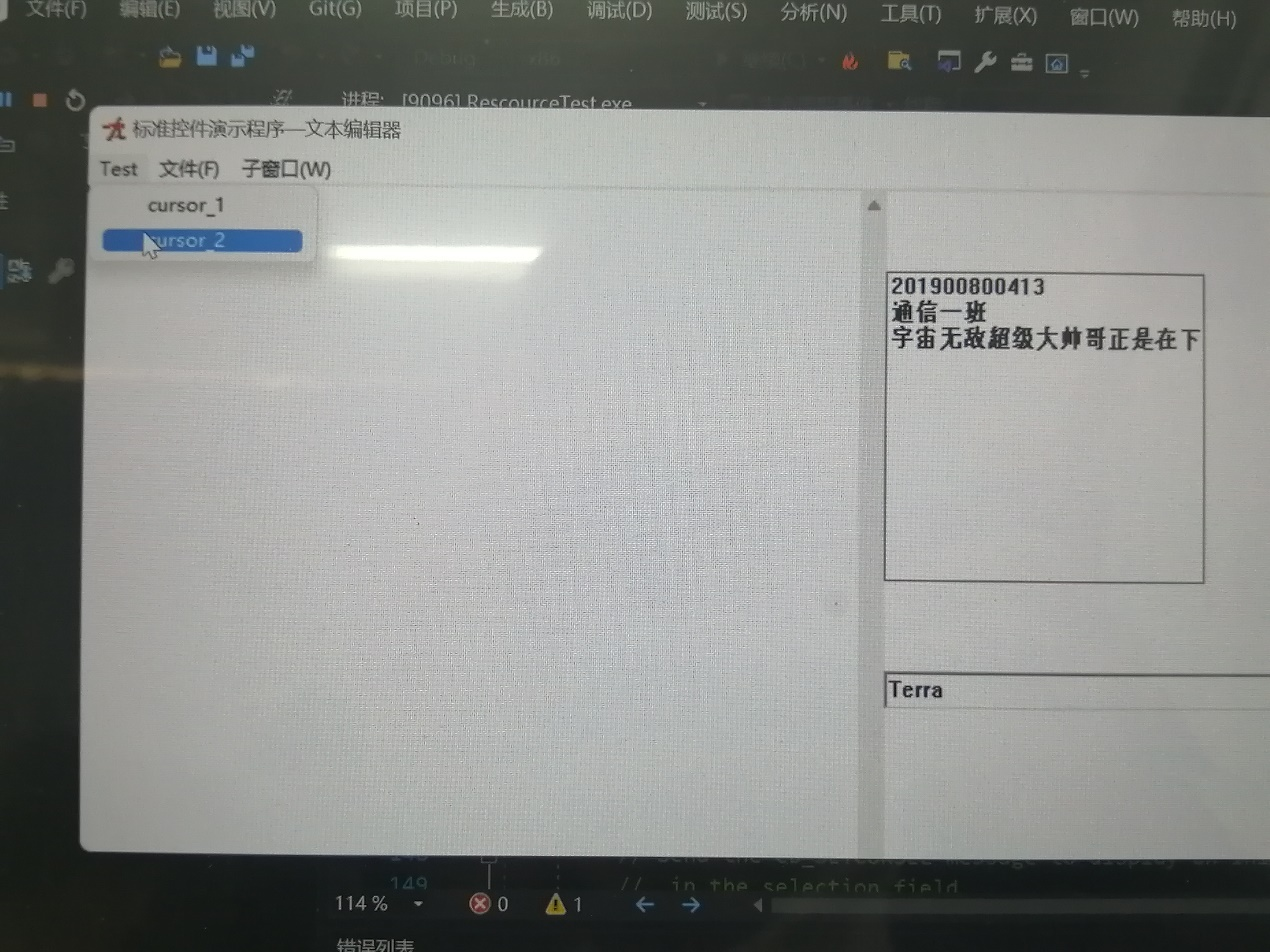 文件(F) 编辑(E) 视图(V) Git(G) 项目(P) 生成(B) 调试(D) 测试(S) 分析(N) 工具(T) 扩展(X) 窗口(W) 帮助(H)
Debug
进程: [9096] RescourceTest.exe
标准控件演示程序—文本编辑器
Test 文件(F) 子窗口(W)
cursor_1
cursor_2
201900800413
通信一班
宇宙无敌超级大帅哥正是在下
Terra
149 // in the selection field
114 % 0 1
错误列表